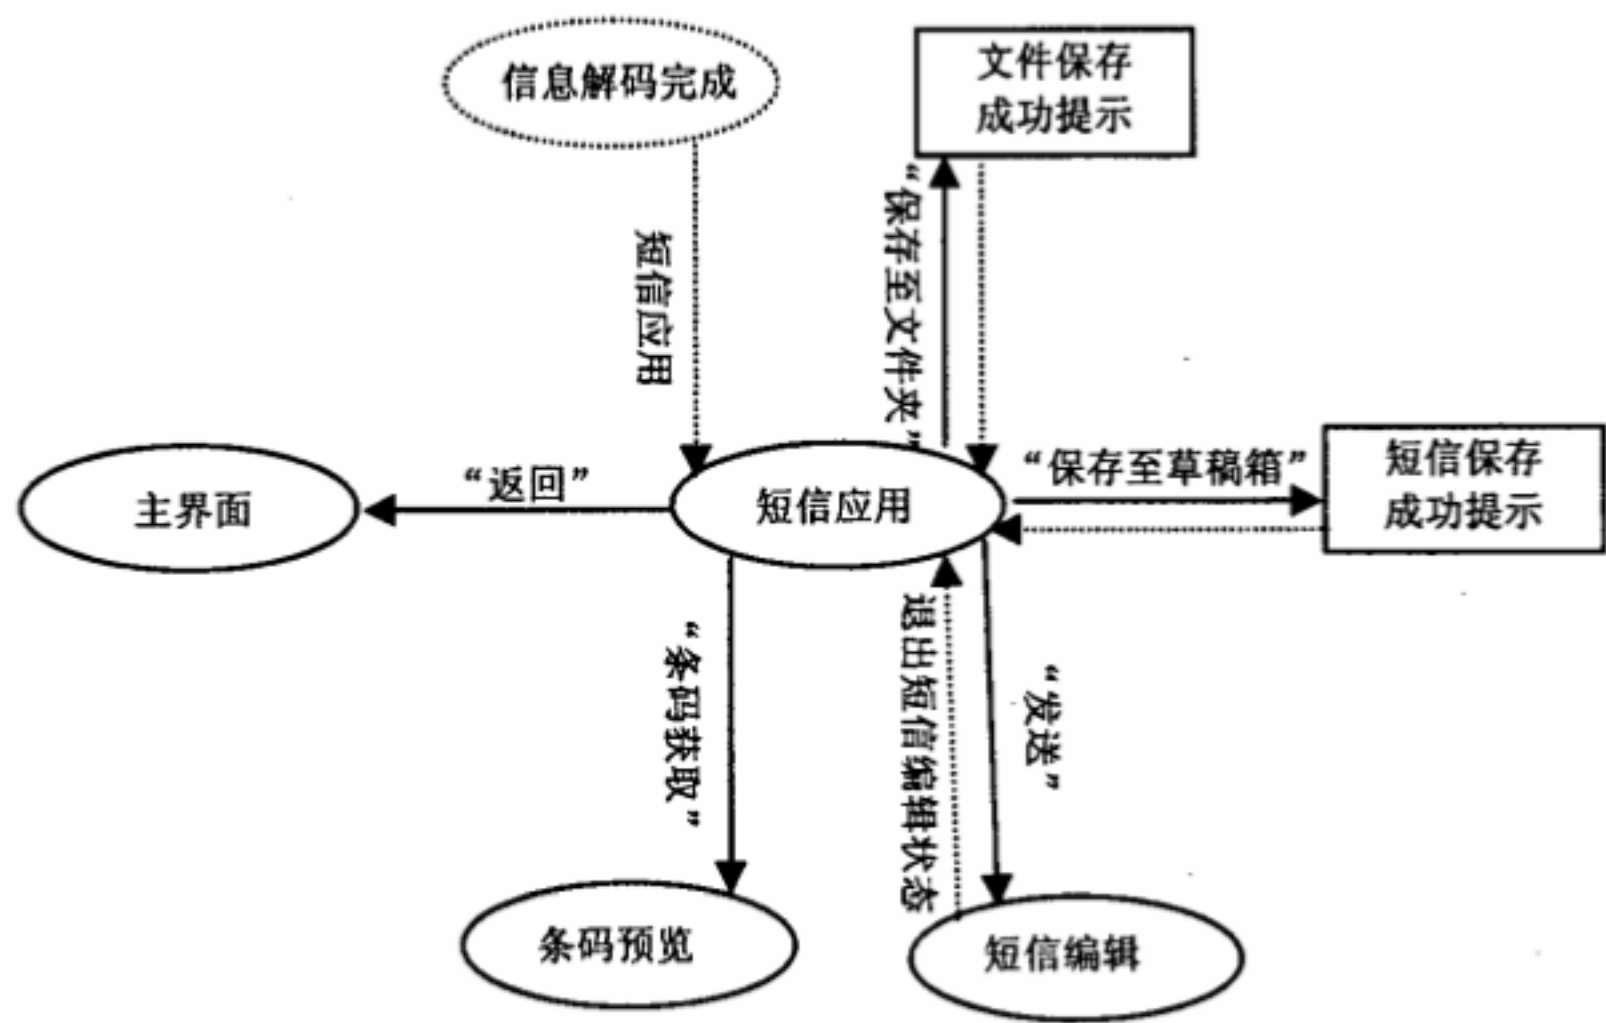 信息解码完成
文件保存
成功提示
短信应用
“保存至文件夹”
主界面
“返回”
短信应用
“保存至草稿箱”
短信保存
成功提示
“条码获取”
退出短信编辑状态
“发送”
条码预览
短信编辑